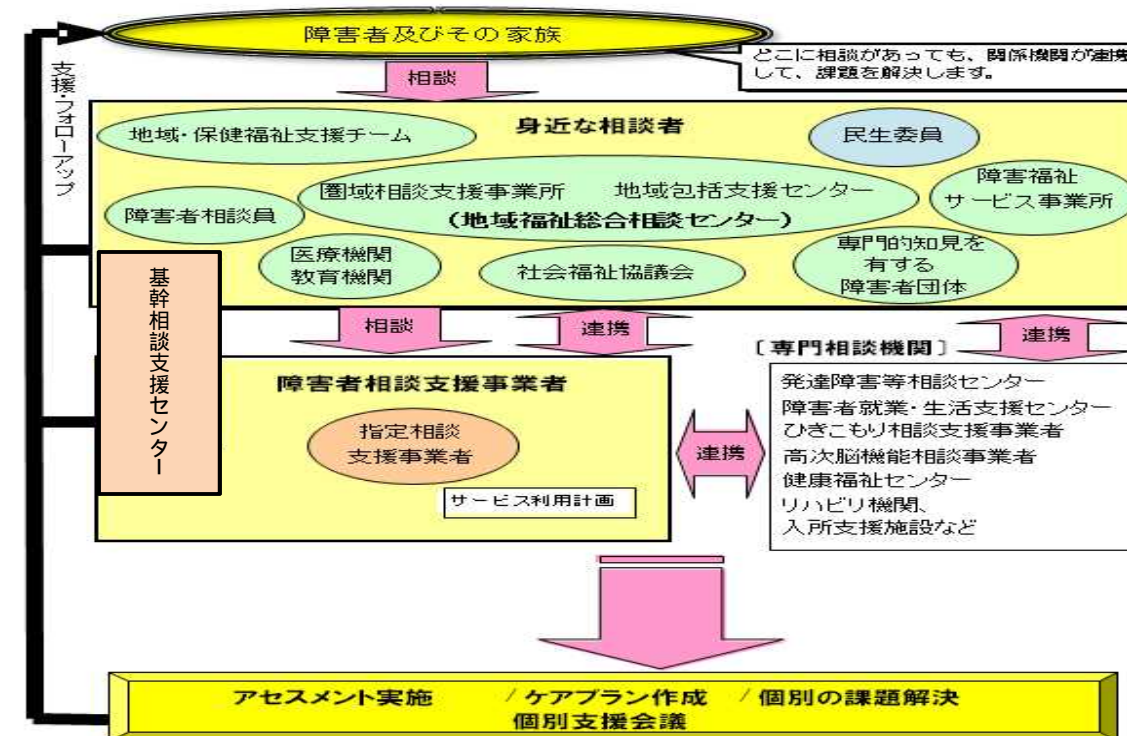 障害者及びその家族
どこに相談があっても、関係機関が連携
して、課題を解決します。
支援・フォローアップ
相談
身近な相談者
地域・保健福祉支援チーム
民生委員
圏域相談支援事業所 地域包括支援センター
(地域福祉総合相談センター)
障害福祉
サービス事業所
障害者相談員
医療機関
教育機関
社会福祉協議会
専門的知見を
有する
障害者団体
基幹相談支援センター
相談
連携
連携
[専門相談機関]
障害者相談支援事業者
指定相談
支援事業者
サービス利用計画
連携
発達障害等相談センター
障害者就業・生活支援センター
ひきこもり相談支援事業者
高次脳機能相談事業者
健康福祉センター
リハビリ機関、
入所支援施設など
アセスメント実施 /ケアプラン作成 /個別の課題解決
個別支援会議